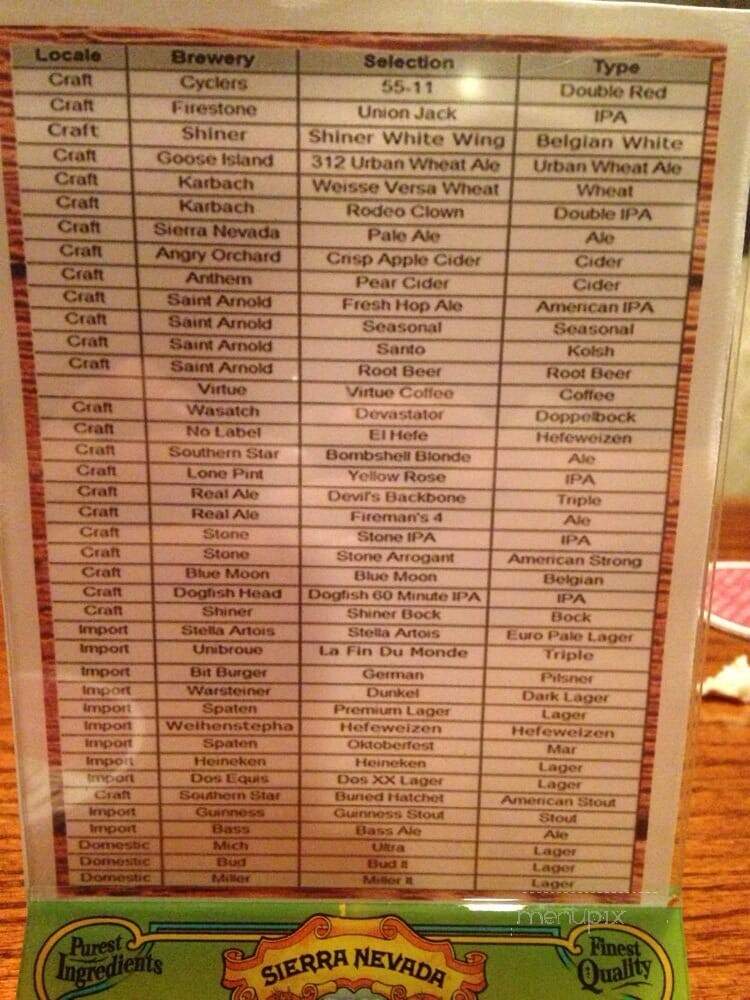 Locale Brewery Selection Type
Craft Cyclers 55-11 Double Red
Craft Firestone Union Jack IPA
Craft Shiner Shiner White Wing Belgian White
Craft Goose Island 312 Urban Wheat Ale Urban Wheat Ale
Craft Karbach Weisse Versa Wheat Wheat
Craft Karbach Rodeo Clown Double IPA
Craft Sierra Nevada Pale Ale Ale
Craft Angry Orchard Crisp Apple Cider Cider
Craft Anthem Pear Cider Cider
Craft Saint Arnold Fresh Hop Ale American IPA
Craft Saint Arnold Seasonal Seasonal
Craft Saint Arnold Santo Kolsh
Craft Saint Arnold Root Beer Root Beer
Virtue Virtue Coffee Coffee
Craft Wasatch Devastator Doppelbock
Craft No Label El Hefe Hefeweizen
Craft Southern Star Bombshell Blonde Ale
Craft Lone Pint Yellow Rose IPA
Craft Real Ale Devil's Backbone Triple
Craft Real Ale Fireman's 4 Ale
Craft Stone Stone IPA IPA
Craft Stone Stone Arrogant American Strong
Craft Blue Moon Blue Moon Belgian
Craft Dogfish Head Dogfish 60 Minute IPA IPA
Craft Shiner Shiner Bock Bock
Import Stella Artois Stella Artois Euro Pale Lager
Import Unibroue La Fin Du Monde Triple
Import Bit Burger German Pilsner
Import Warsteiner Dunkel Dark Lager
Import Spaten Premium Lager Lager
Import Weihenstepha Hefeweizen Hefeweizen
Import Spaten Oktoberfest Mar
Import Heineken Heineken Lager
Import Dos Equis Dos XX Lager Lager
Craft Southern Star Buried Hatchet American Stout
Import Guinness Guinness Stout Stout
Import Bass Bass Ale Ale
Domestic Mich Ultra Lager
Domestic Bud Bud lt Lager
Domestic Miller Miller lt Lager
menupix
Purest Ingredients
SIERRA NEVADA
Finest Quality